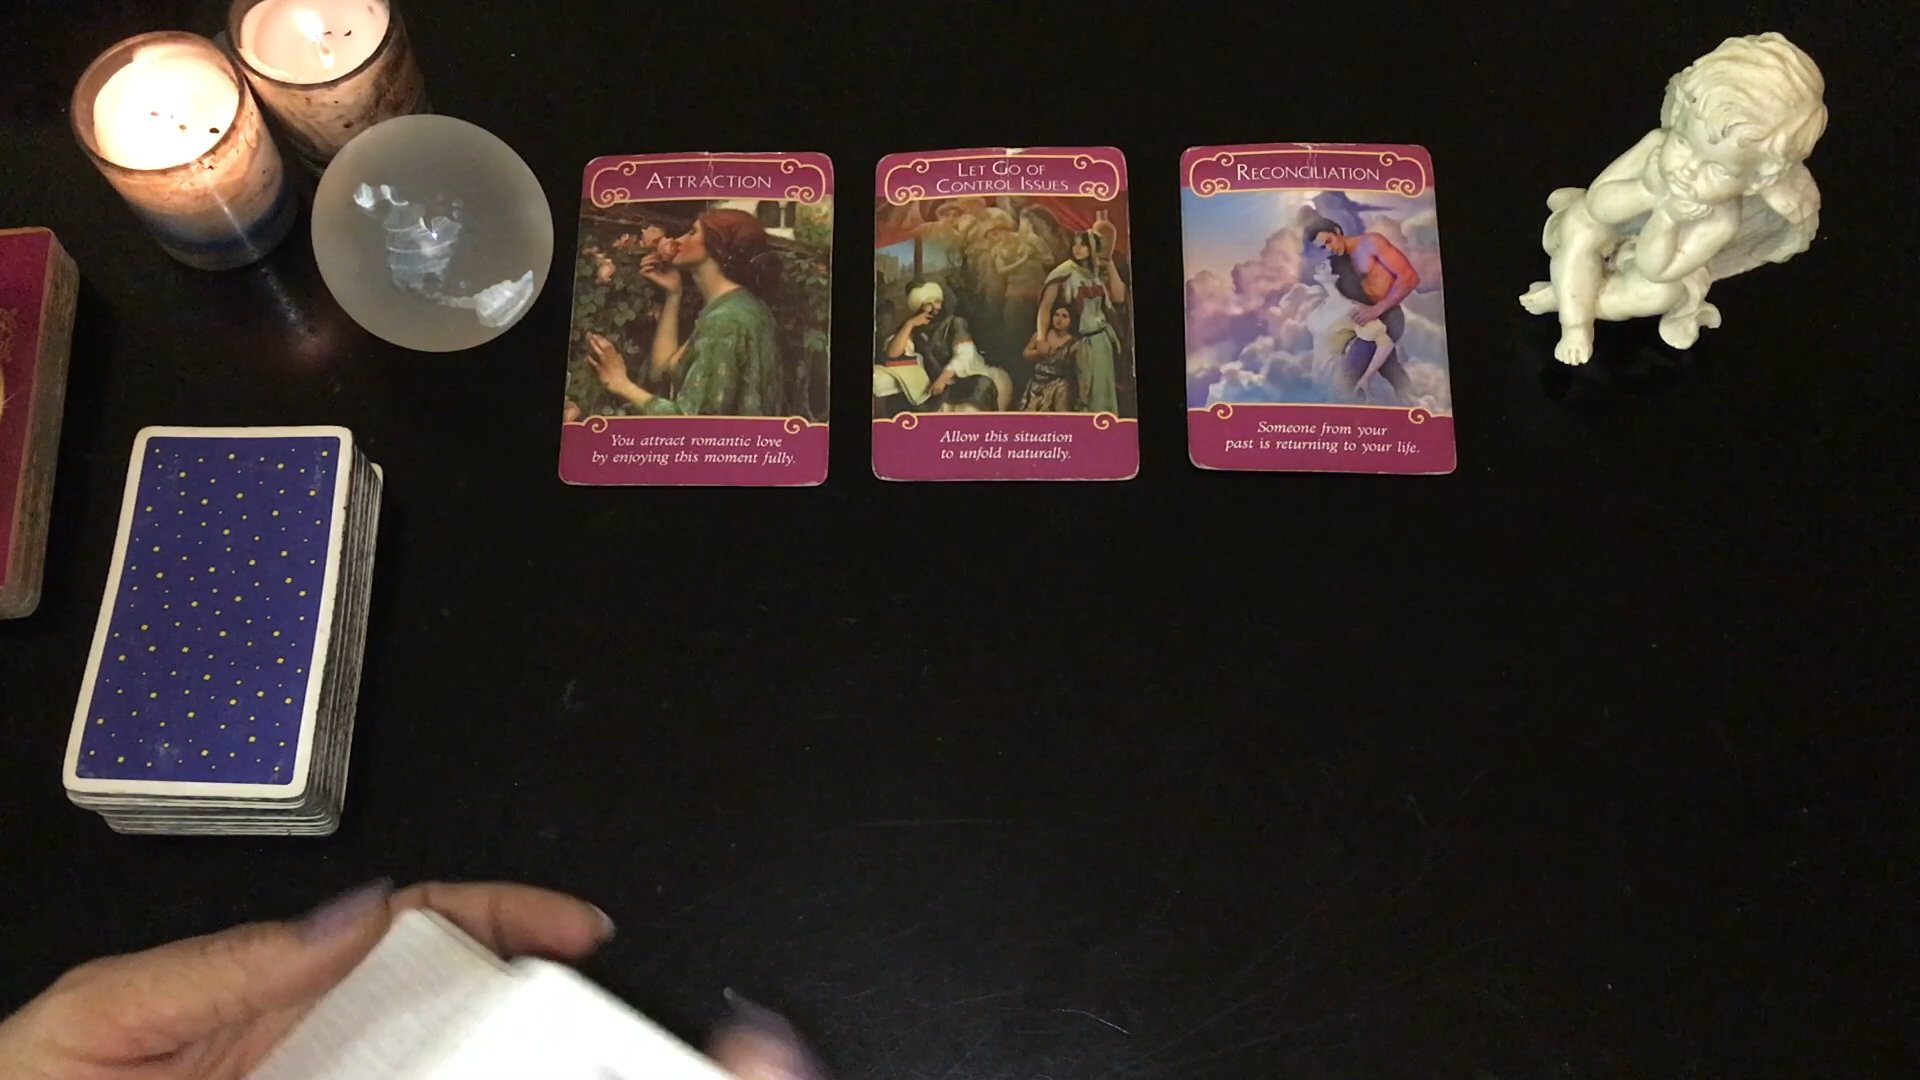 ATTRACTION
You attract romantic love
by enjoying this moment fully.
LET GO OF
CONTROL ISSUES
Allow this situation
to unfold naturally.
RECONCILIATION
Someone from your
past is returning to your life.